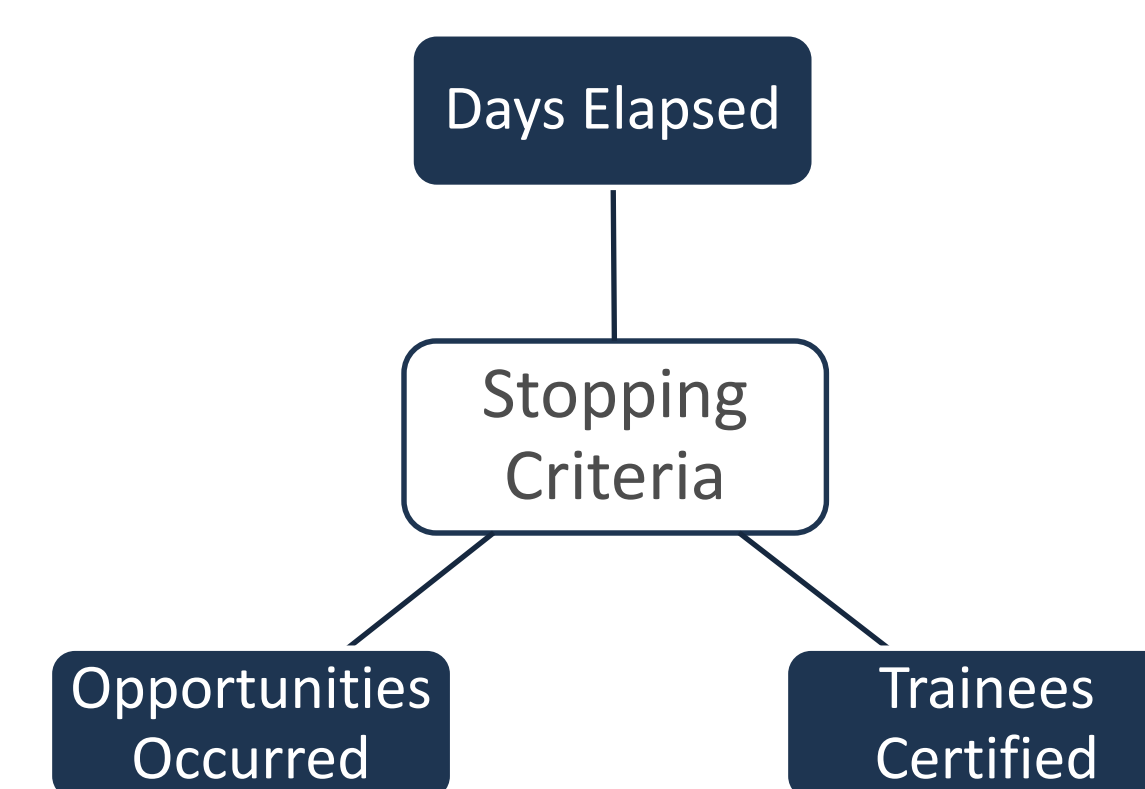 Days Elapsed
Stopping
Criteria
Opportunities
Occurred
Trainees
Certified